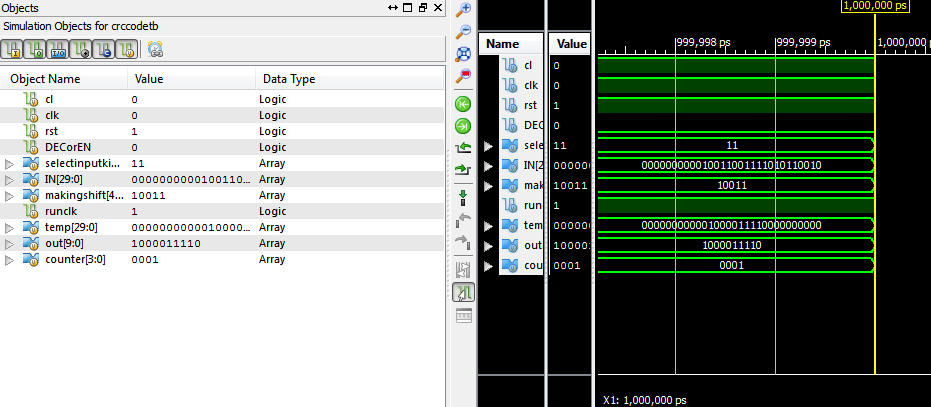 Objects
Simulation Objects for crccodetb
Object Name Value Data Type
cl 0 Logic
clk 0 Logic
rst 1 Logic
DECorEN 0 Logic
selectinputki... 11 Array
IN[29:0] 0000000000100110... Array
makingshift[4... 10011 Array
runclk 1 Logic
temp[29:0] 0000000000010000... Array
out[9:0] 1000011110 Array
counter[3:0] 0001 Array
Name Value
cl 0
clk 0
rst 1
DEC 0
sele 11
IN[2 000000
mak 10011
run 1
tem 000000
out 10000
cou 0001
1,000,000 ps
999,998 ps 999,999 ps 1,000,000 ps
11
10011
1000011110
0001
X1: 1,000,000 ps